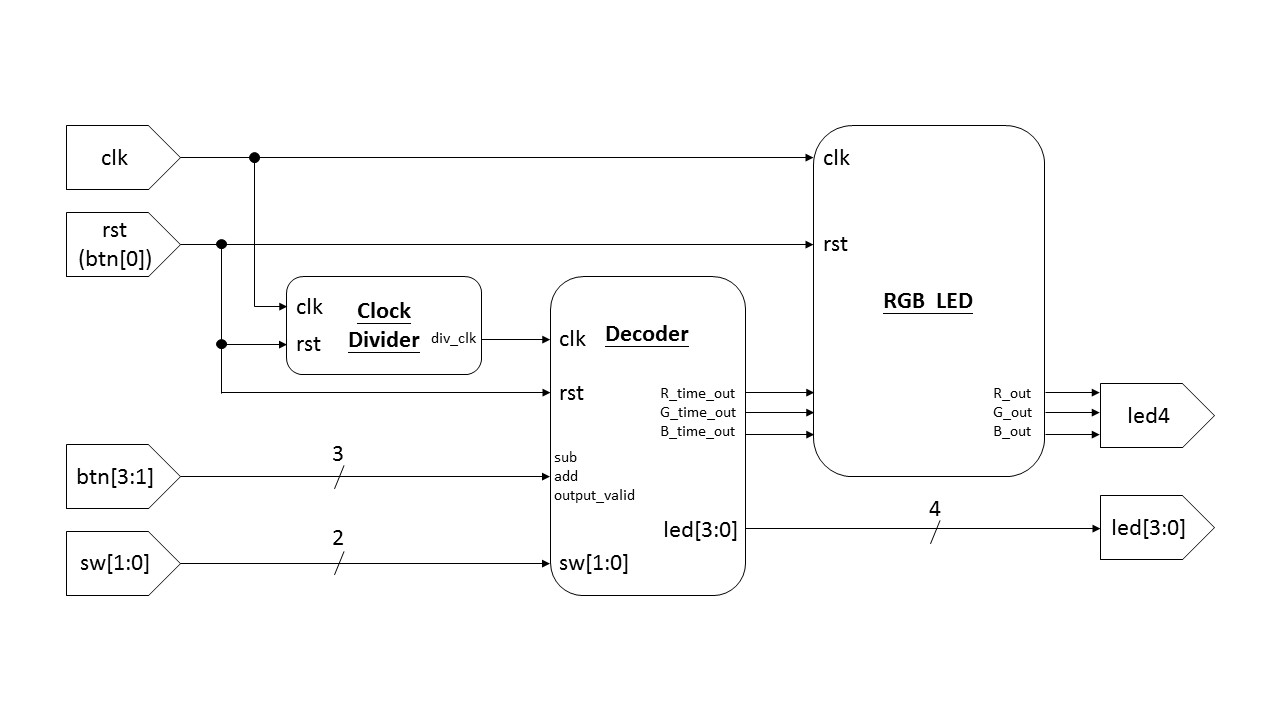 clk
rst
(btn[0])
btn[3:1]
3
sw[1:0]
2
clk
rst
Clock
Divider
div_clk
clk
Decoder
rst
R_time_out
G_time_out
B_time_out
sub
add
output_valid
led[3:0]
sw[1:0]
clk
rst
RGB LED
R_out
G_out
B_out
4
led4
led[3:0]